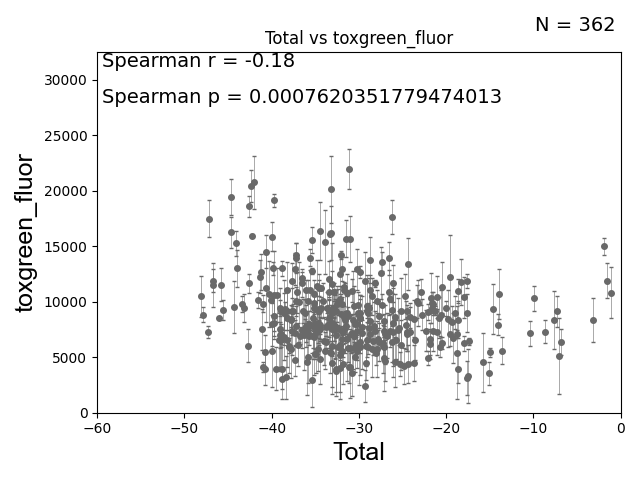 N = 362
Total vs toxgreen_fluor
Spearman r = -0.18
Spearman p = 0.0007620351779474013
30000
25000
20000
15000
10000
5000
0
toxgreen_fluor
−60
−50
−40
−30
−20
−10
0
Total